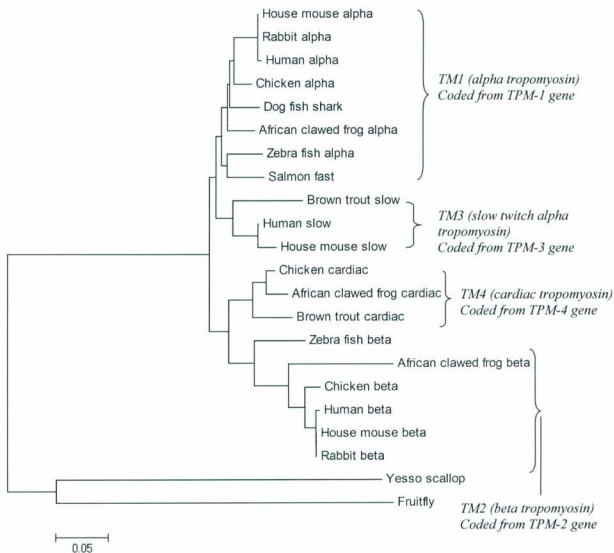 House mouse alpha
Rabbit alpha
Human alpha
Chicken alpha
Dog fish shark
African clawed frog alpha
Zebra fish alpha
Salmon fast
TM1 (alpha tropomyosin)
Coded from TPM-1 gene
Brown trout slow
Human slow
House mouse slow
TM3 (slow twitch alpha
tropomyosin)
Coded from TPM-3 gene
Chicken cardiac
African clawed frog cardiac
Brown trout cardiac
TM4 (cardiac tropomyosin)
Coded from TPM-4 gene
Zebra fish beta
African clawed frog beta
Chicken beta
Human beta
House mouse beta
Rabbit beta
Yesso scallop
Fruitfly
TM2 (beta tropomyosin)
Coded from TPM-2 gene
0.05